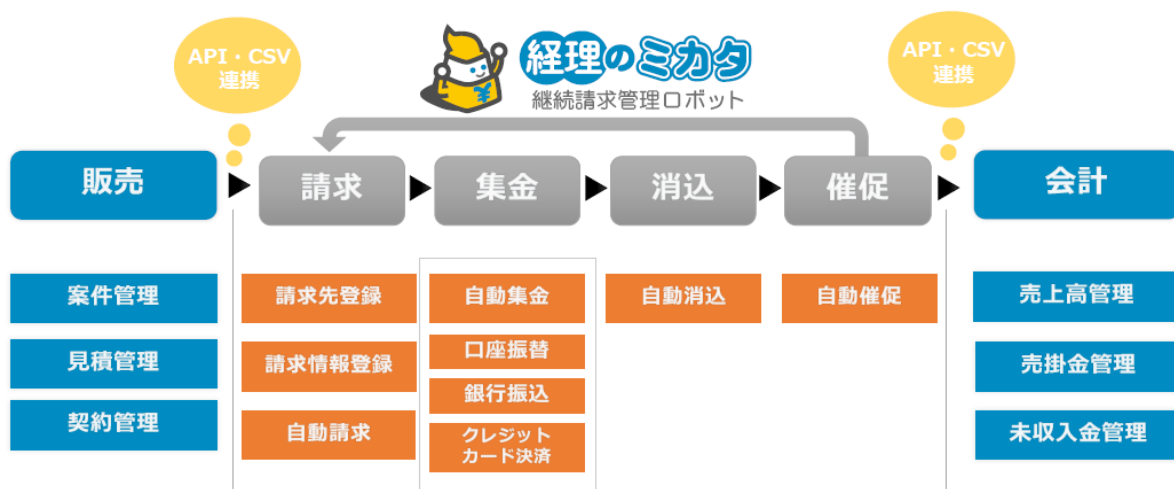 API・CSV
連携
経理のミカタ
継続請求管理ロボット
API・CSV
連携
販売
請求
集金
消込
催促
会計
案件管理
見積管理
契約管理
請求先登録
請求情報登録
自動請求
自動集金
口座振替
銀行振込
クレジット
カード決済
自動消込
自動催促
売上高管理
売掛金管理
未収入金管理
¥